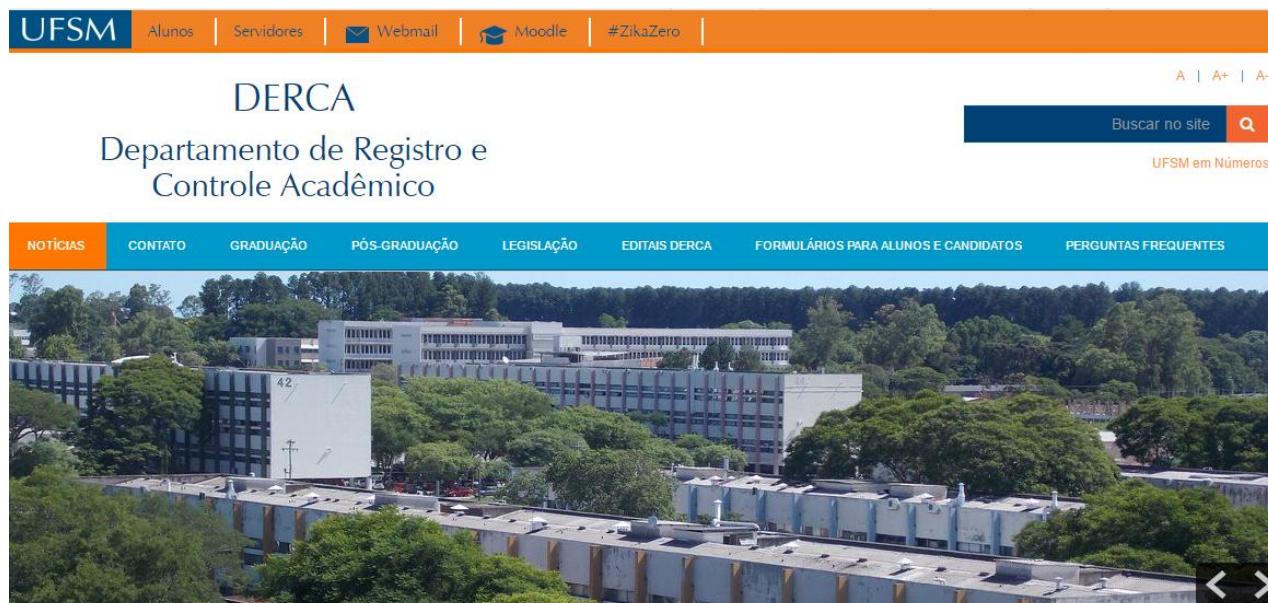 UFSM Alunos Servidores Webmail Moodle #ZikaZero
A | A+ | A-
DERCA
Departamento de Registro e
Controle Acadêmico
Buscar no site
UFSM em Números
NOTÍCIAS CONTATO GRADUAÇÃO PÓS-GRADUAÇÃO LEGISLAÇÃO EDITAIS DERCA FORMULÁRIOS PARA ALUNOS E CANDIDATOS PERGUNTAS FREQUENTES
42